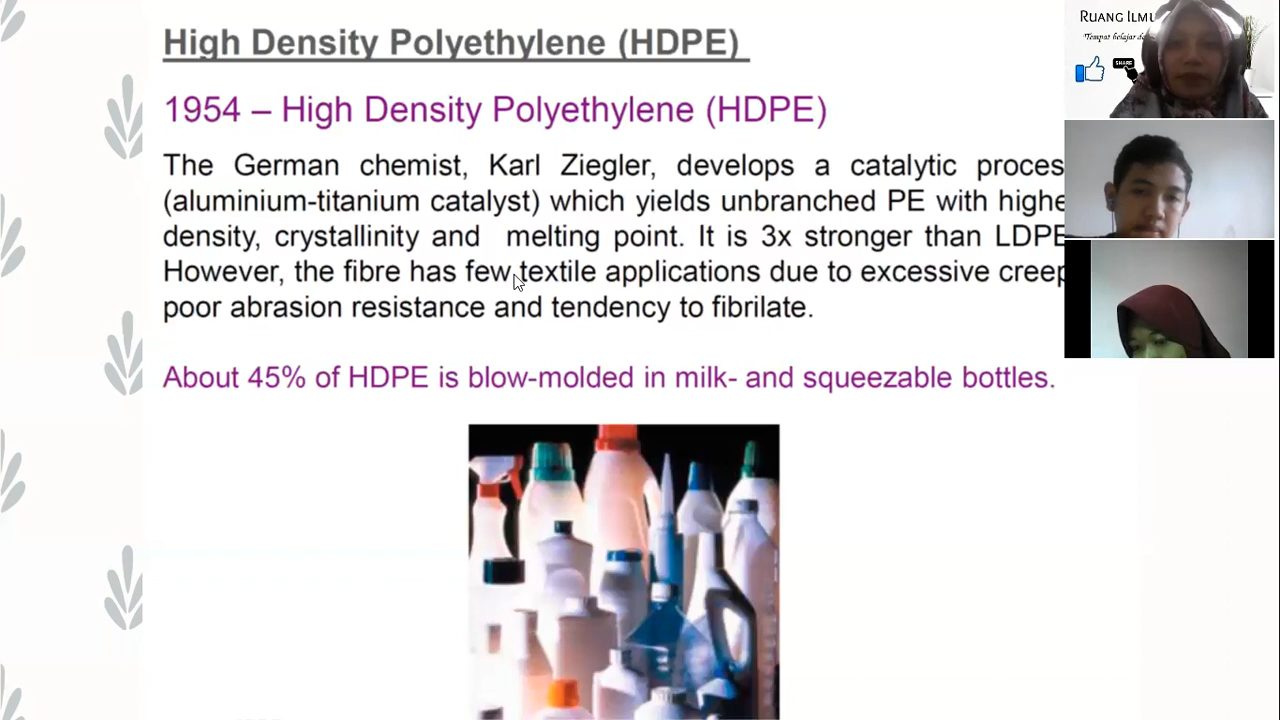 High Density Polyethylene (HDPE)
1954 – High Density Polyethylene (HDPE)
The German chemist, Karl Ziegler, develops a catalytic proces
(aluminium-titanium catalyst) which yields unbranched PE with highe
density, crystallinity and melting point. It is 3x stronger than LDPE
However, the fibre has few textile applications due to excessive creep
poor abrasion resistance and tendency to fibrilate.
About 45% of HDPE is blow-molded in milk- and squeezable bottles.
RUANG ILMU
Tempat belajar
SHARE